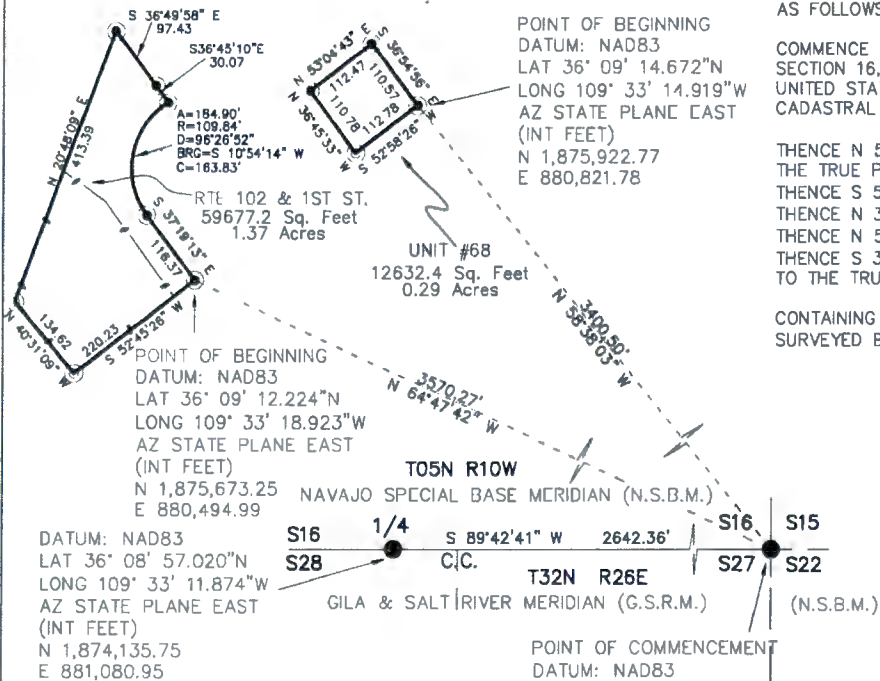 S 36°49'58" E
97.43
S36°45'10"E
30.07
N 20°48'09" E
413.39
A=184.90'
R=109.84'
D=96°26'52"
BRG=S 10°54'14" W
C=163.83'
RTE 102 & 1ST ST.
59677.2 Sq. Feet
1.37 Acres
S 37°19'13" E
116.37
S 52°45'26" W
220.23
N 40°31'09" W
134.62
N 53°04'43" E
112.47
S 36°54'56" E
110.57
N 36°45'33" W
110.78
S 52°58'26" W
112.78
UNIT #68
12632.4 Sq. Feet
0.29 Acres
POINT OF BEGINNING
DATUM: NAD83
LAT 36° 09' 14.672"N
LONG 109° 33' 14.919"W
AZ STATE PLANE EAST
(INT FEET)
N 1,875,922.77
E 880,821.78
AS FOLLOWS
COMMENCE
SECTION 16,
UNITED STAT
CADASTRAL
THENCE N 5
THE TRUE P
THENCE S 5
THENCE N 3
THENCE N 5
THENCE S 3
TO THE TRU
CONTAINING
SURVEYED B
3400.50'
N 58°38'03" W
3570.27'
N 64°47'42" W
POINT OF BEGINNING
DATUM: NAD83
LAT 36° 09' 12.224"N
LONG 109° 33' 18.923"W
AZ STATE PLANE EAST
(INT FEET)
N 1,875,673.25
E 880,494.99
T05N R10W
NAVAJO SPECIAL BASE MERIDIAN (N.S.B.M.)
S16 1/4 S 89°42'41" W 2642.36' S16 S15
S28 C.C. S27 S22
T32N R26E
GILA & SALT RIVER MERIDIAN (G.S.R.M.) (N.S.B.M.)
DATUM: NAD83
LAT 36° 08' 57.020"N
LONG 109° 33' 11.874"W
AZ STATE PLANE EAST
(INT FEET)
N 1,874,135.75
E 881,080.95
POINT OF COMMENCEMENT
DATUM: NAD83